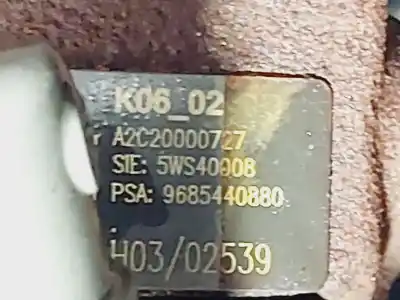 K06_02
r A2C20000727
SIE: 5WS40008
PSA: 9685440880
H03/02539